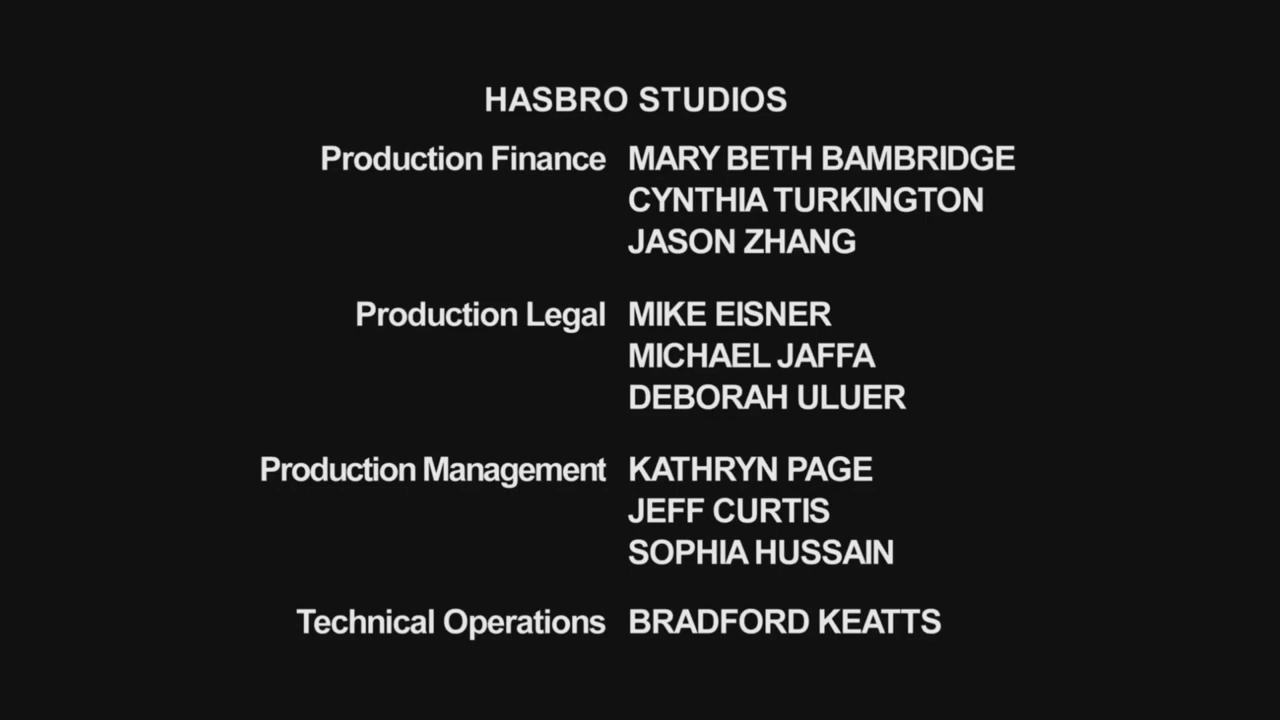 HASBRO STUDIOS
Production Finance MARY BETH BAMBRIDGE
CYNTHIA TURKINGTON
JASON ZHANG
Production Legal MIKE EISNER
MICHAEL JAFFA
DEBORAH ULUER
Production Management KATHRYN PAGE
JEFF CURTIS
SOPHIA HUSSAIN
Technical Operations BRADFORD KEATTS